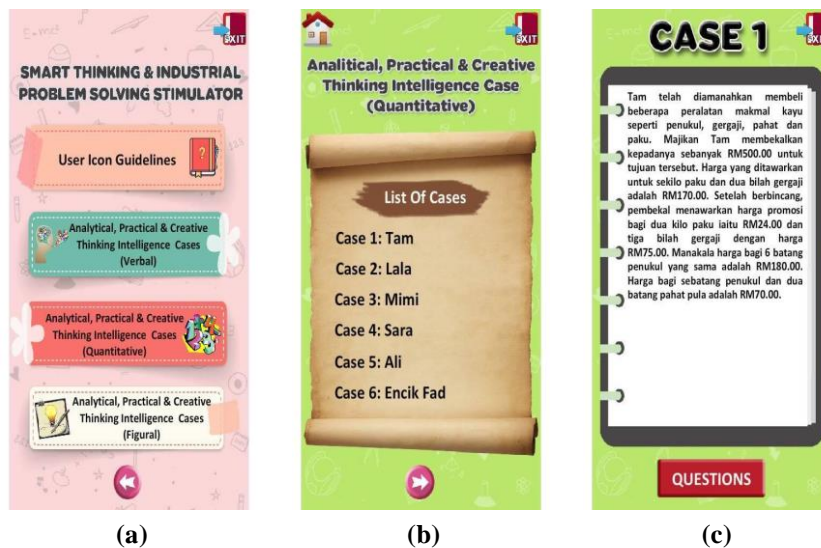 EXIT
SMART THINKING & INDUSTRIAL
PROBLEM SOLVING STIMULATOR
User Icon Guidelines
?
Analytical, Practical & Creative
Thinking Intelligence Cases
(Verbal)
Analytical, Practical & Creative
Thinking Intelligence Cases
(Quantitative)
Analytical, Practical & Creative
Thinking Intelligence Cases
(Figural)
(a)
EXIT
Analitical, Practical & Creative
Thinking Intelligence Case
(Quantitative)
List Of Cases
Case 1: Tam
Case 2: Lala
Case 3: Mimi
Case 4: Sara
Case 5: Ali
Case 6: Encik Fad
(b)
EXIT
CASE 1
Tam telah diamanahkan membeli
beberapa peralatan makmal kayu
seperti penukul, gergaji, pahat dan
paku. Majikan Tam membekalkan
kepadanya sebanyak RM500.00 untuk
tujuan tersebut. Harga yang ditawarkan
untuk sekilo paku dan dua bilah gergaji
adalah RM170.00. Setelah berbincang,
pembekal menawarkan harga promosi
bagi dua kilo paku iaitu RM24.00 dan
tiga bilah gergaji dengan harga
RM75.00. Manakala harga bagi 6 batang
penukul yang sama adalah RM180.00.
Harga bagi sebatang penukul dan dua
batang pahat pula adalah RM70.00.
QUESTIONS
(c)